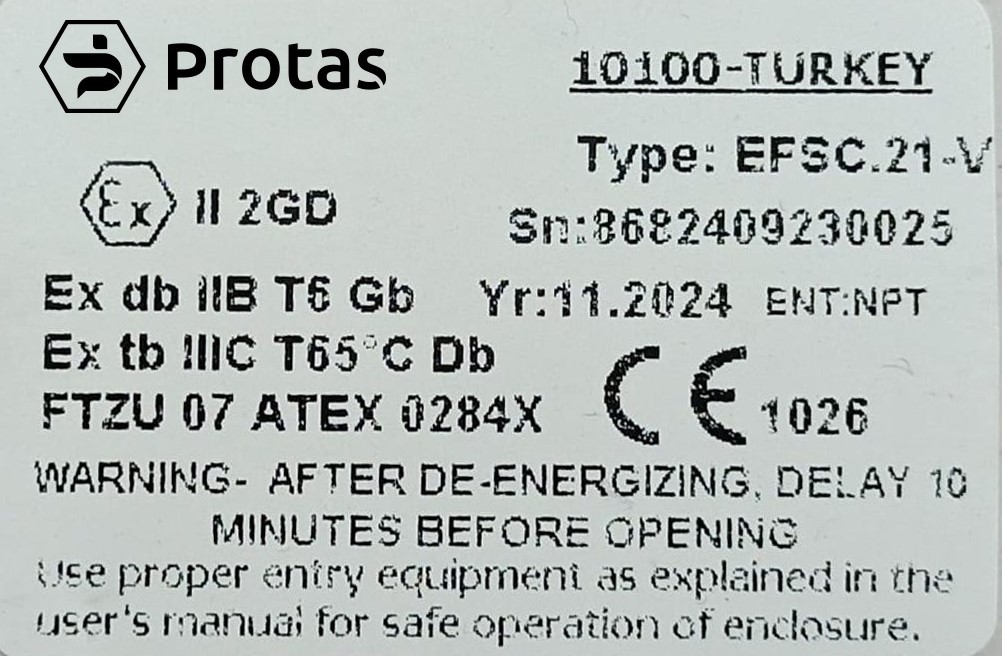 Protas
10100-TURKEY
Type: EFSC.21-V
Ex II 2GD
Sn:8682409230025
Ex db IIB T6 Gb Yr:11.2024 ENT:NPT
Ex tb IIIC T65°C Db
FTZU 07 ATEX 0284X CE 1026
WARNING- AFTER DE-ENERGIZING, DELAY 10
MINUTES BEFORE OPENING
Use proper entry equipment as explained in the
user's manual for safe operation of enclosure.